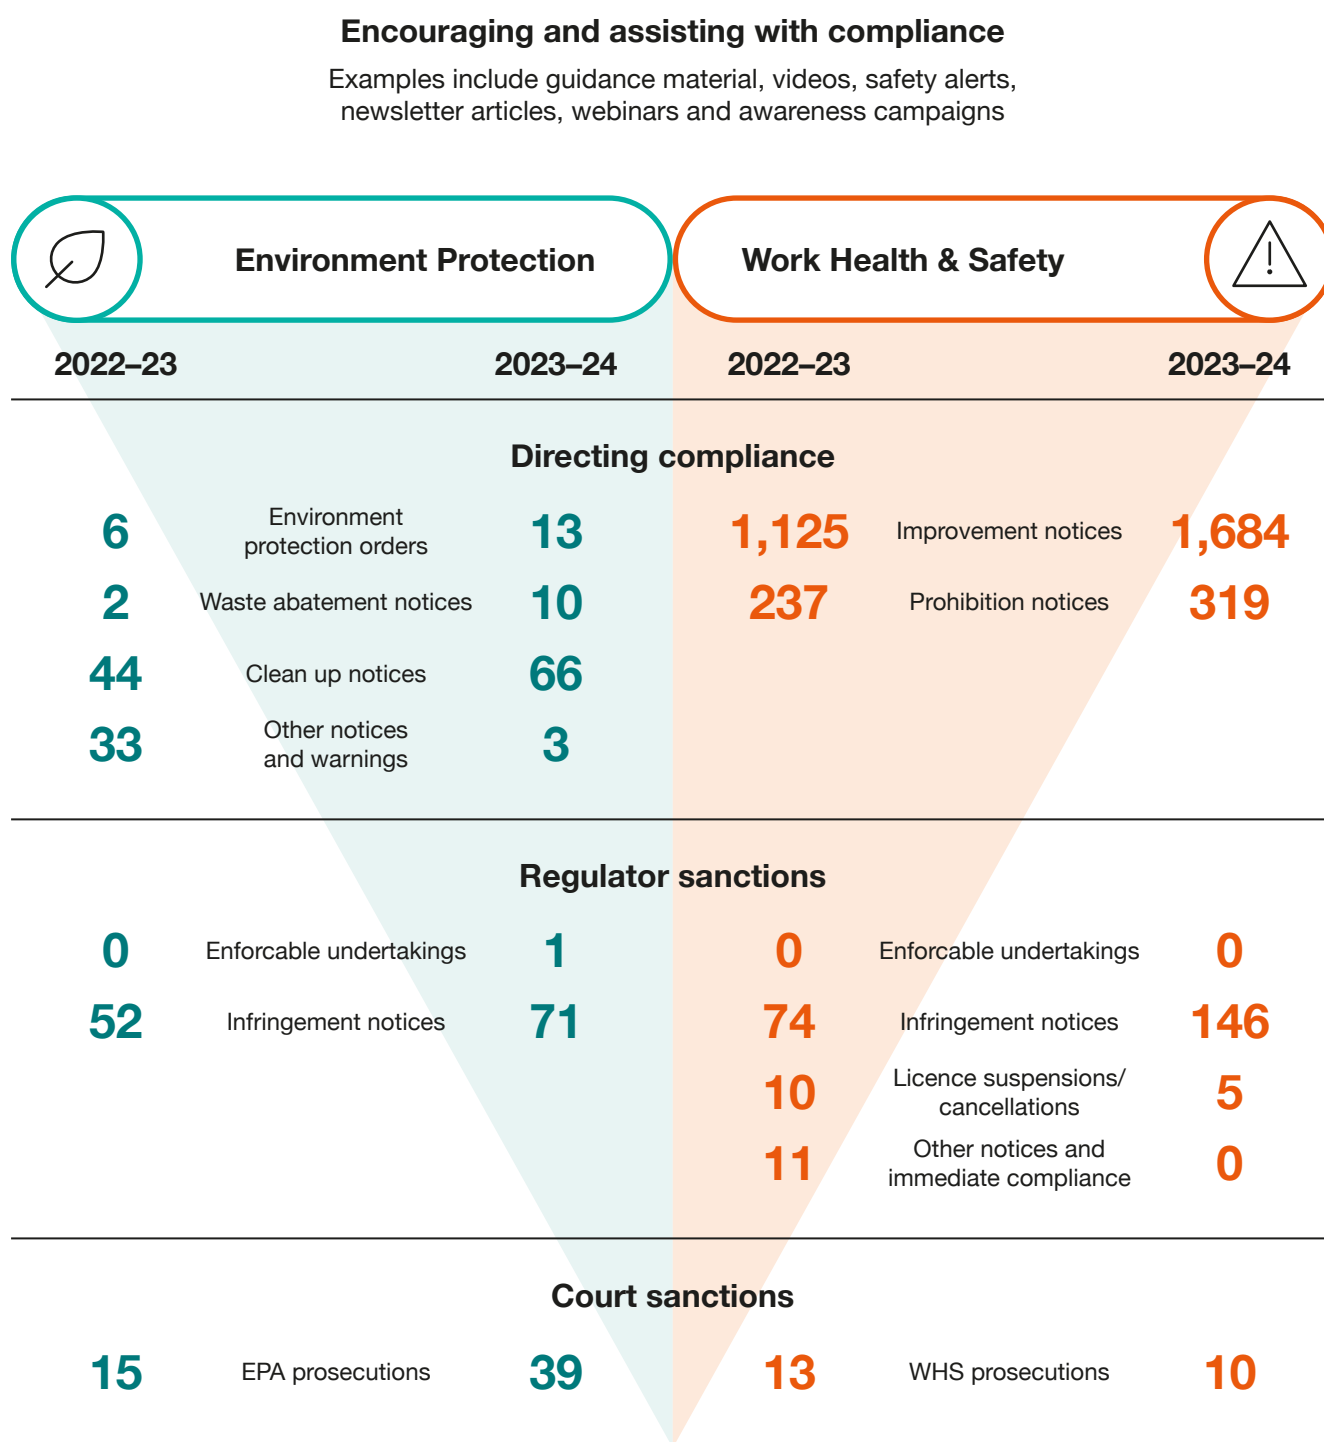 Encouraging and assisting with compliance
Examples include guidance material, videos, safety alerts,
newsletter articles, webinars and awareness campaigns
Environment Protection
Work Health & Safety
2022–23
2023–24
2022–23
2023–24
Directing compliance
6 Environment protection orders 13
1,125 Improvement notices 1,684
2 Waste abatement notices 10
237 Prohibition notices 319
44 Clean up notices 66
33 Other notices and warnings 3
Regulator sanctions
0 Enforcable undertakings 1
0 Enforcable undertakings 0
52 Infringement notices 71
74 Infringement notices 146
10 Licence suspensions/ cancellations 5
11 Other notices and immediate compliance 0
Court sanctions
15 EPA prosecutions 39
13 WHS prosecutions 10